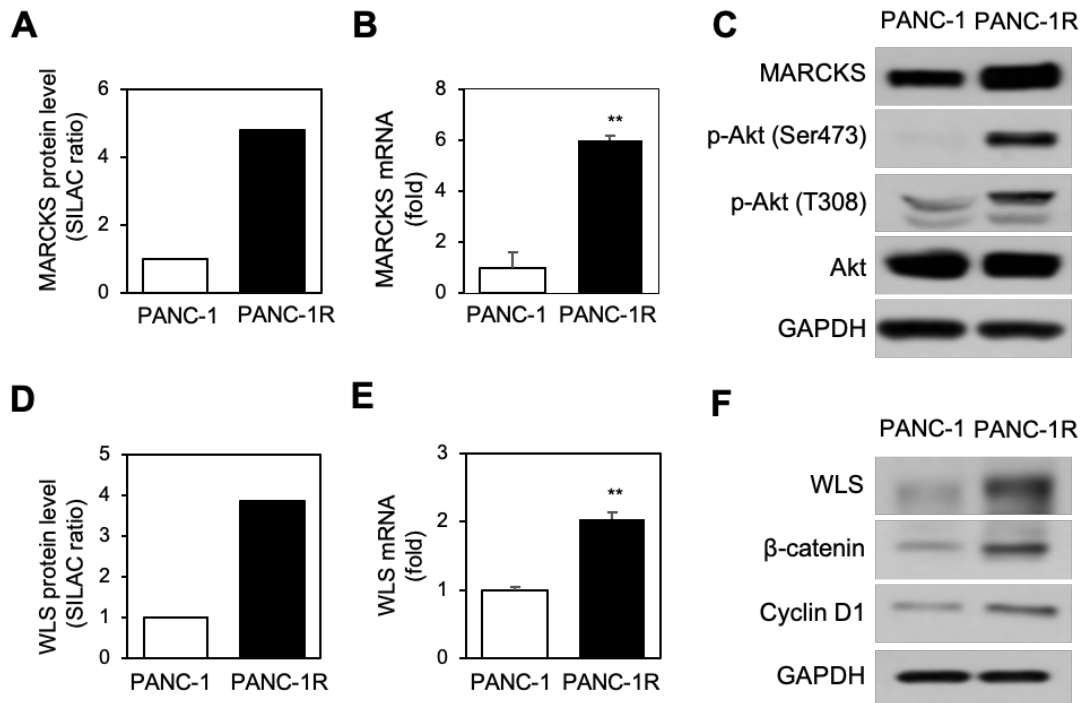 A
MARCKS protein level
(SILAC ratio)
6
4
2
0
PANC-1 PANC-1R
B
MARCKS mRNA
(fold)
8
6
4
2
0
**
PANC-1 PANC-1R
C
PANC-1 PANC-1R
MARCKS
p-Akt (Ser473)
p-Akt (T308)
Akt
GAPDH
D
WLS protein level
(SILAC ratio)
5
4
3
2
1
0
PANC-1 PANC-1R
E
WLS mRNA
(fold)
3
2
1
0
**
PANC-1 PANC-1R
F
PANC-1 PANC-1R
WLS
β-catenin
Cyclin D1
GAPDH